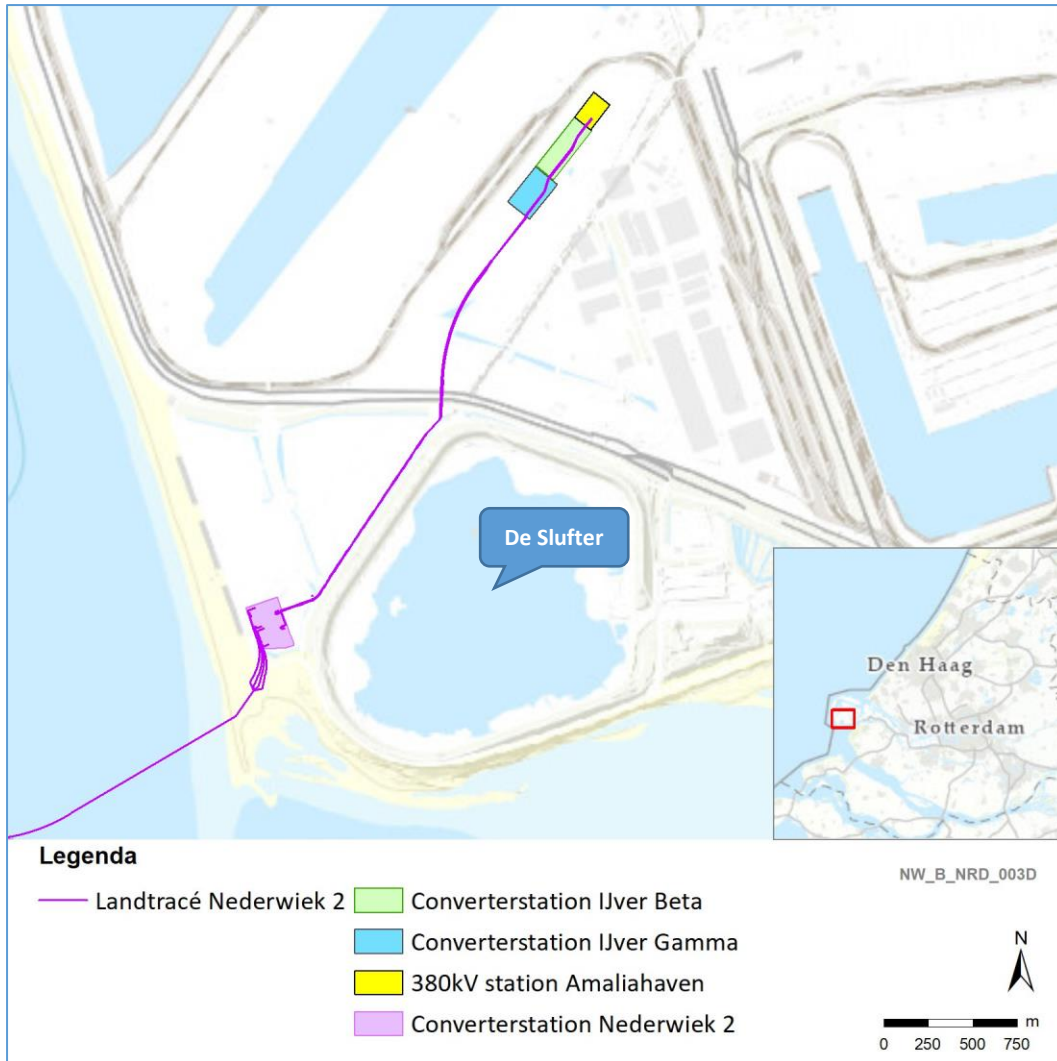 De Slufter
Den Haag
Rotterdam
Legenda
NW_B_NRD_003D
Landtracé Nederwiek 2
Converterstation IJver Beta
Converterstation IJver Gamma
380kV station Amaliahaven
Converterstation Nederwiek 2
N
m
0 250 500 750